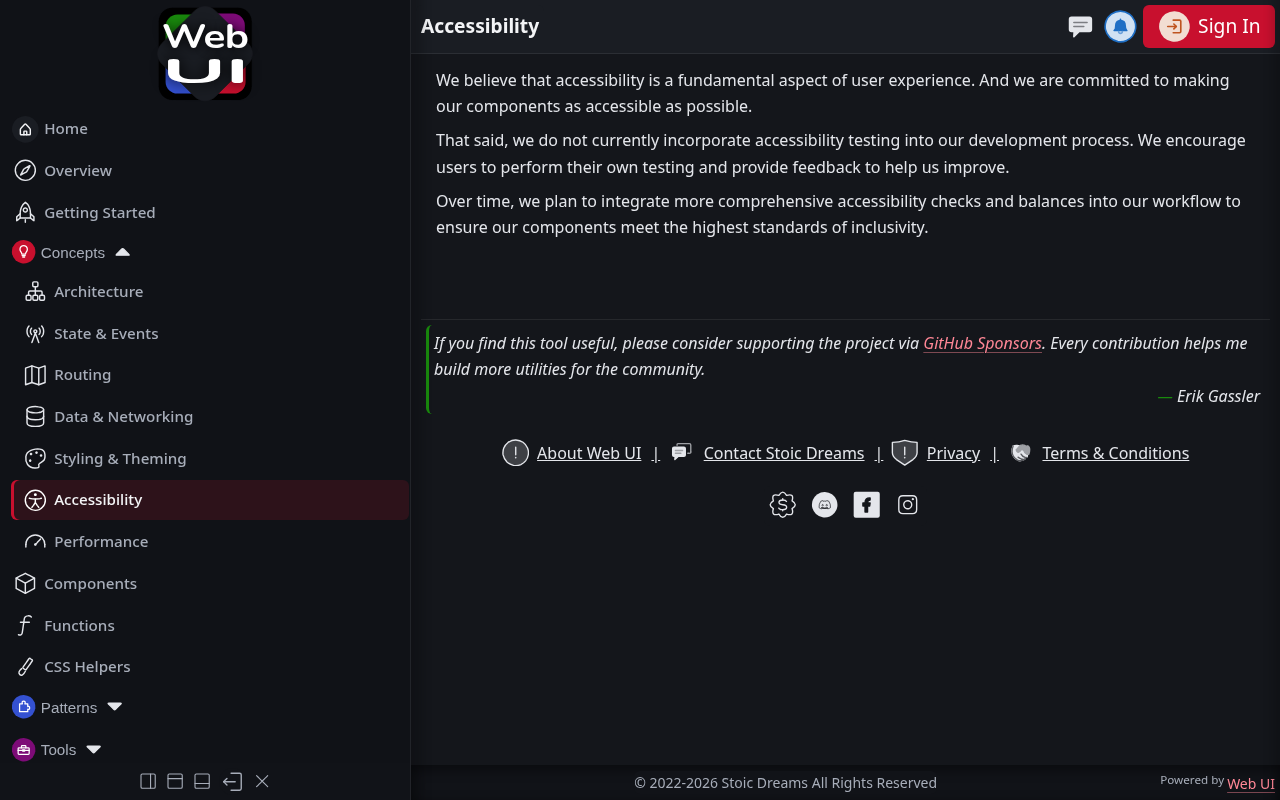 Web
UI
Home
Overview
Getting Started
Concepts
Architecture
State & Events
Routing
Data & Networking
Styling & Theming
Accessibility
Performance
Components
Functions
CSS Helpers
Patterns
Tools
Accessibility
Sign In
We believe that accessibility is a fundamental aspect of user experience. And we are committed to making
our components as accessible as possible.
That said, we do not currently incorporate accessibility testing into our development process. We encourage
users to perform their own testing and provide feedback to help us improve.
Over time, we plan to integrate more comprehensive accessibility checks and balances into our workflow to
ensure our components meet the highest standards of inclusivity.
If you find this tool useful, please consider supporting the project via GitHub Sponsors. Every contribution helps me
build more utilities for the community.
— Erik Gassler
About Web UI | Contact Stoic Dreams | Privacy | Terms & Conditions
© 2022-2026 Stoic Dreams All Rights Reserved
Powered by Web UI